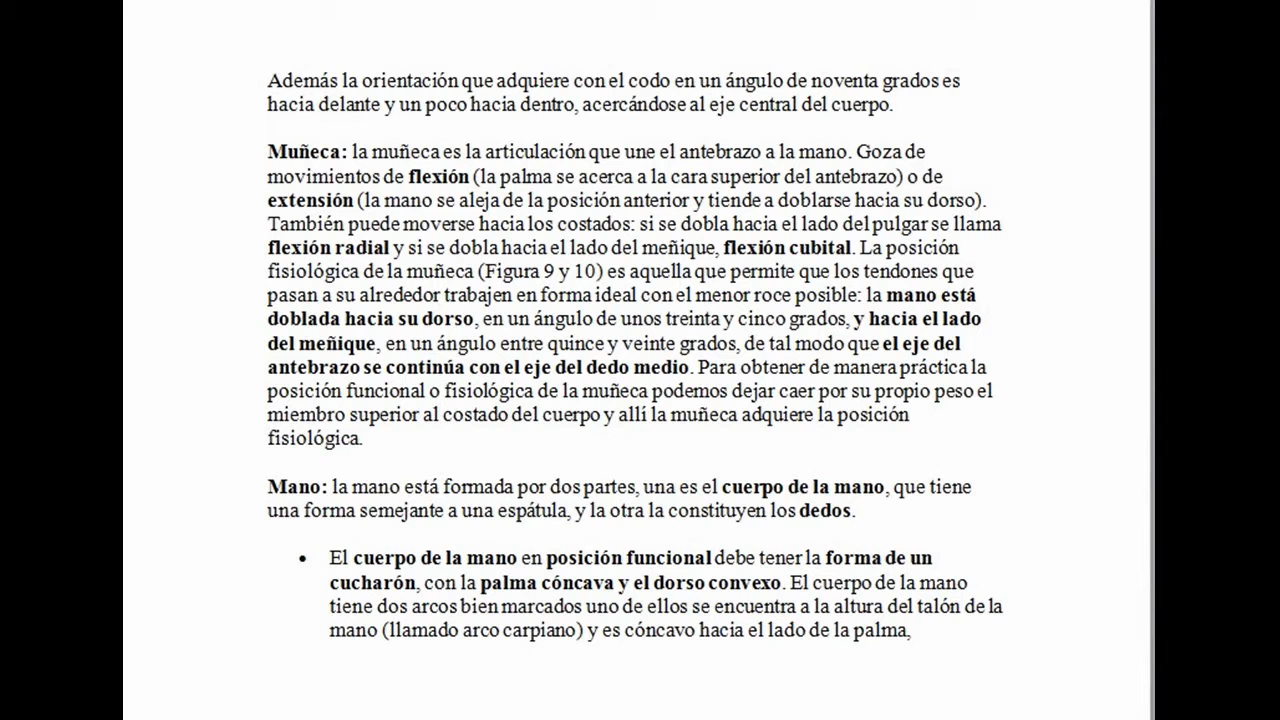 Además la orientación que adquiere con el codo en un ángulo de noventa grados es
hacia delante y un poco hacia dentro, acercándose al eje central del cuerpo.
Muñeca: la muñeca es la articulación que une el antebrazo a la mano. Goza de
movimientos de flexión (la palma se acerca a la cara superior del antebrazo) o de
extensión (la mano se aleja de la posición anterior y tiende a doblarse hacia su dorso).
También puede moverse hacia los costados: si se dobla hacia el lado del pulgar se llama
flexión radial y si se dobla hacia el lado del meñique, flexión cubital. La posición
fisiológica de la muñeca (Figura 9 y 10) es aquella que permite que los tendones que
pasan a su alrededor trabajen en forma ideal con el menor roce posible: la mano está
doblada hacia su dorso, en un ángulo de unos treinta y cinco grados, y hacia el lado
del meñique, en un ángulo entre quince y veinte grados, de tal modo que el eje del
antebrazo se continúa con el eje del dedo medio. Para obtener de manera práctica la
posición funcional o fisiológica de la muñeca podemos dejar caer por su propio peso el
miembro superior al costado del cuerpo y allí la muñeca adquiere la posición
fisiológica.
Mano: la mano está formada por dos partes, una es el cuerpo de la mano, que tiene
una forma semejante a una espátula, y la otra la constituyen los dedos.
• El cuerpo de la mano en posición funcional debe tener la forma de un
cucharón, con la palma cóncava y el dorso convexo. El cuerpo de la mano
tiene dos arcos bien marcados uno de ellos se encuentra a la altura del talón de la
mano (llamado arco carpiano) y es cóncavo hacia el lado de la palma,